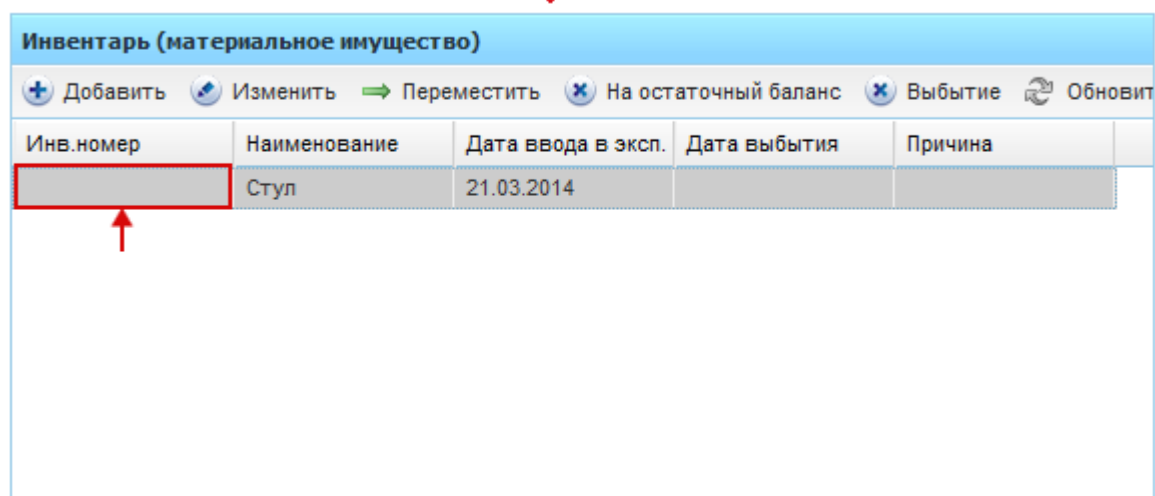 Инвентарь (материальное имущество)
Добавить Изменить Переместить На остаточный баланс Выбытие Обновит
Инв.номер Наименование Дата ввода в эксп. Дата выбытия Причина
Стул 21.03.2014